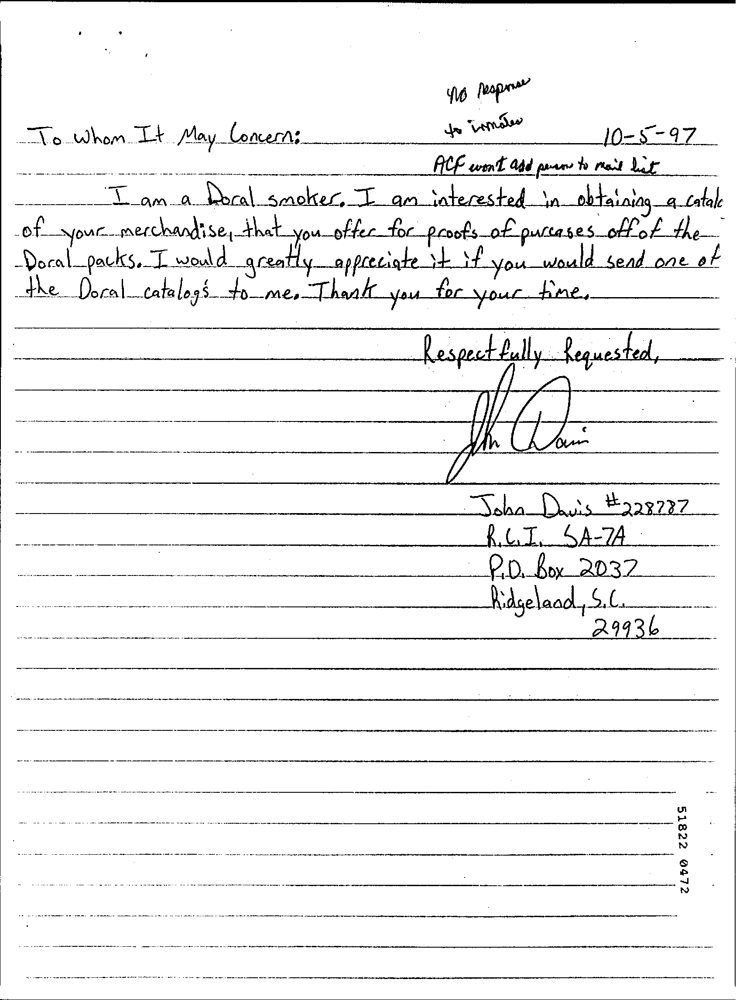 No response
to inmates
To Whom It May Concern:
10-5-97
ACF won't add person to mail list
I am a Doral smoker. I am interested in obtaining a catalo
of your merchandise, that you offer for proofs of purcases off of the
Doral packs. I would greatly appreciate it if you would send one of
the Doral catalog's to me. Thank you for your time.
Respectfully Requested,
John Davis
John Davis #228787
R.C.I. SA-7A
P.O. Box 2037
Ridgeland, S.C.
29936
51822 0472